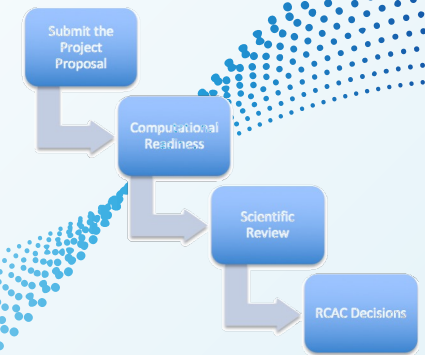 Submit the
Project
Proposal
Computational
Readiness
Scientific
Review
RCAC Decisions